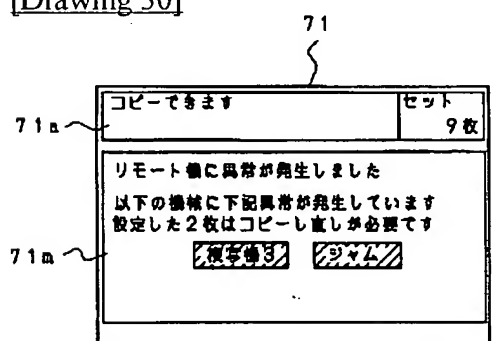 [Drawing 30]
71
コピーできます
セット
9枚
71a
リモート機に異常が発生しました
以下の機械に下記異常が発生しています
設定した2枚はコピーし直しが必要です
71m
複写機3 ジャム